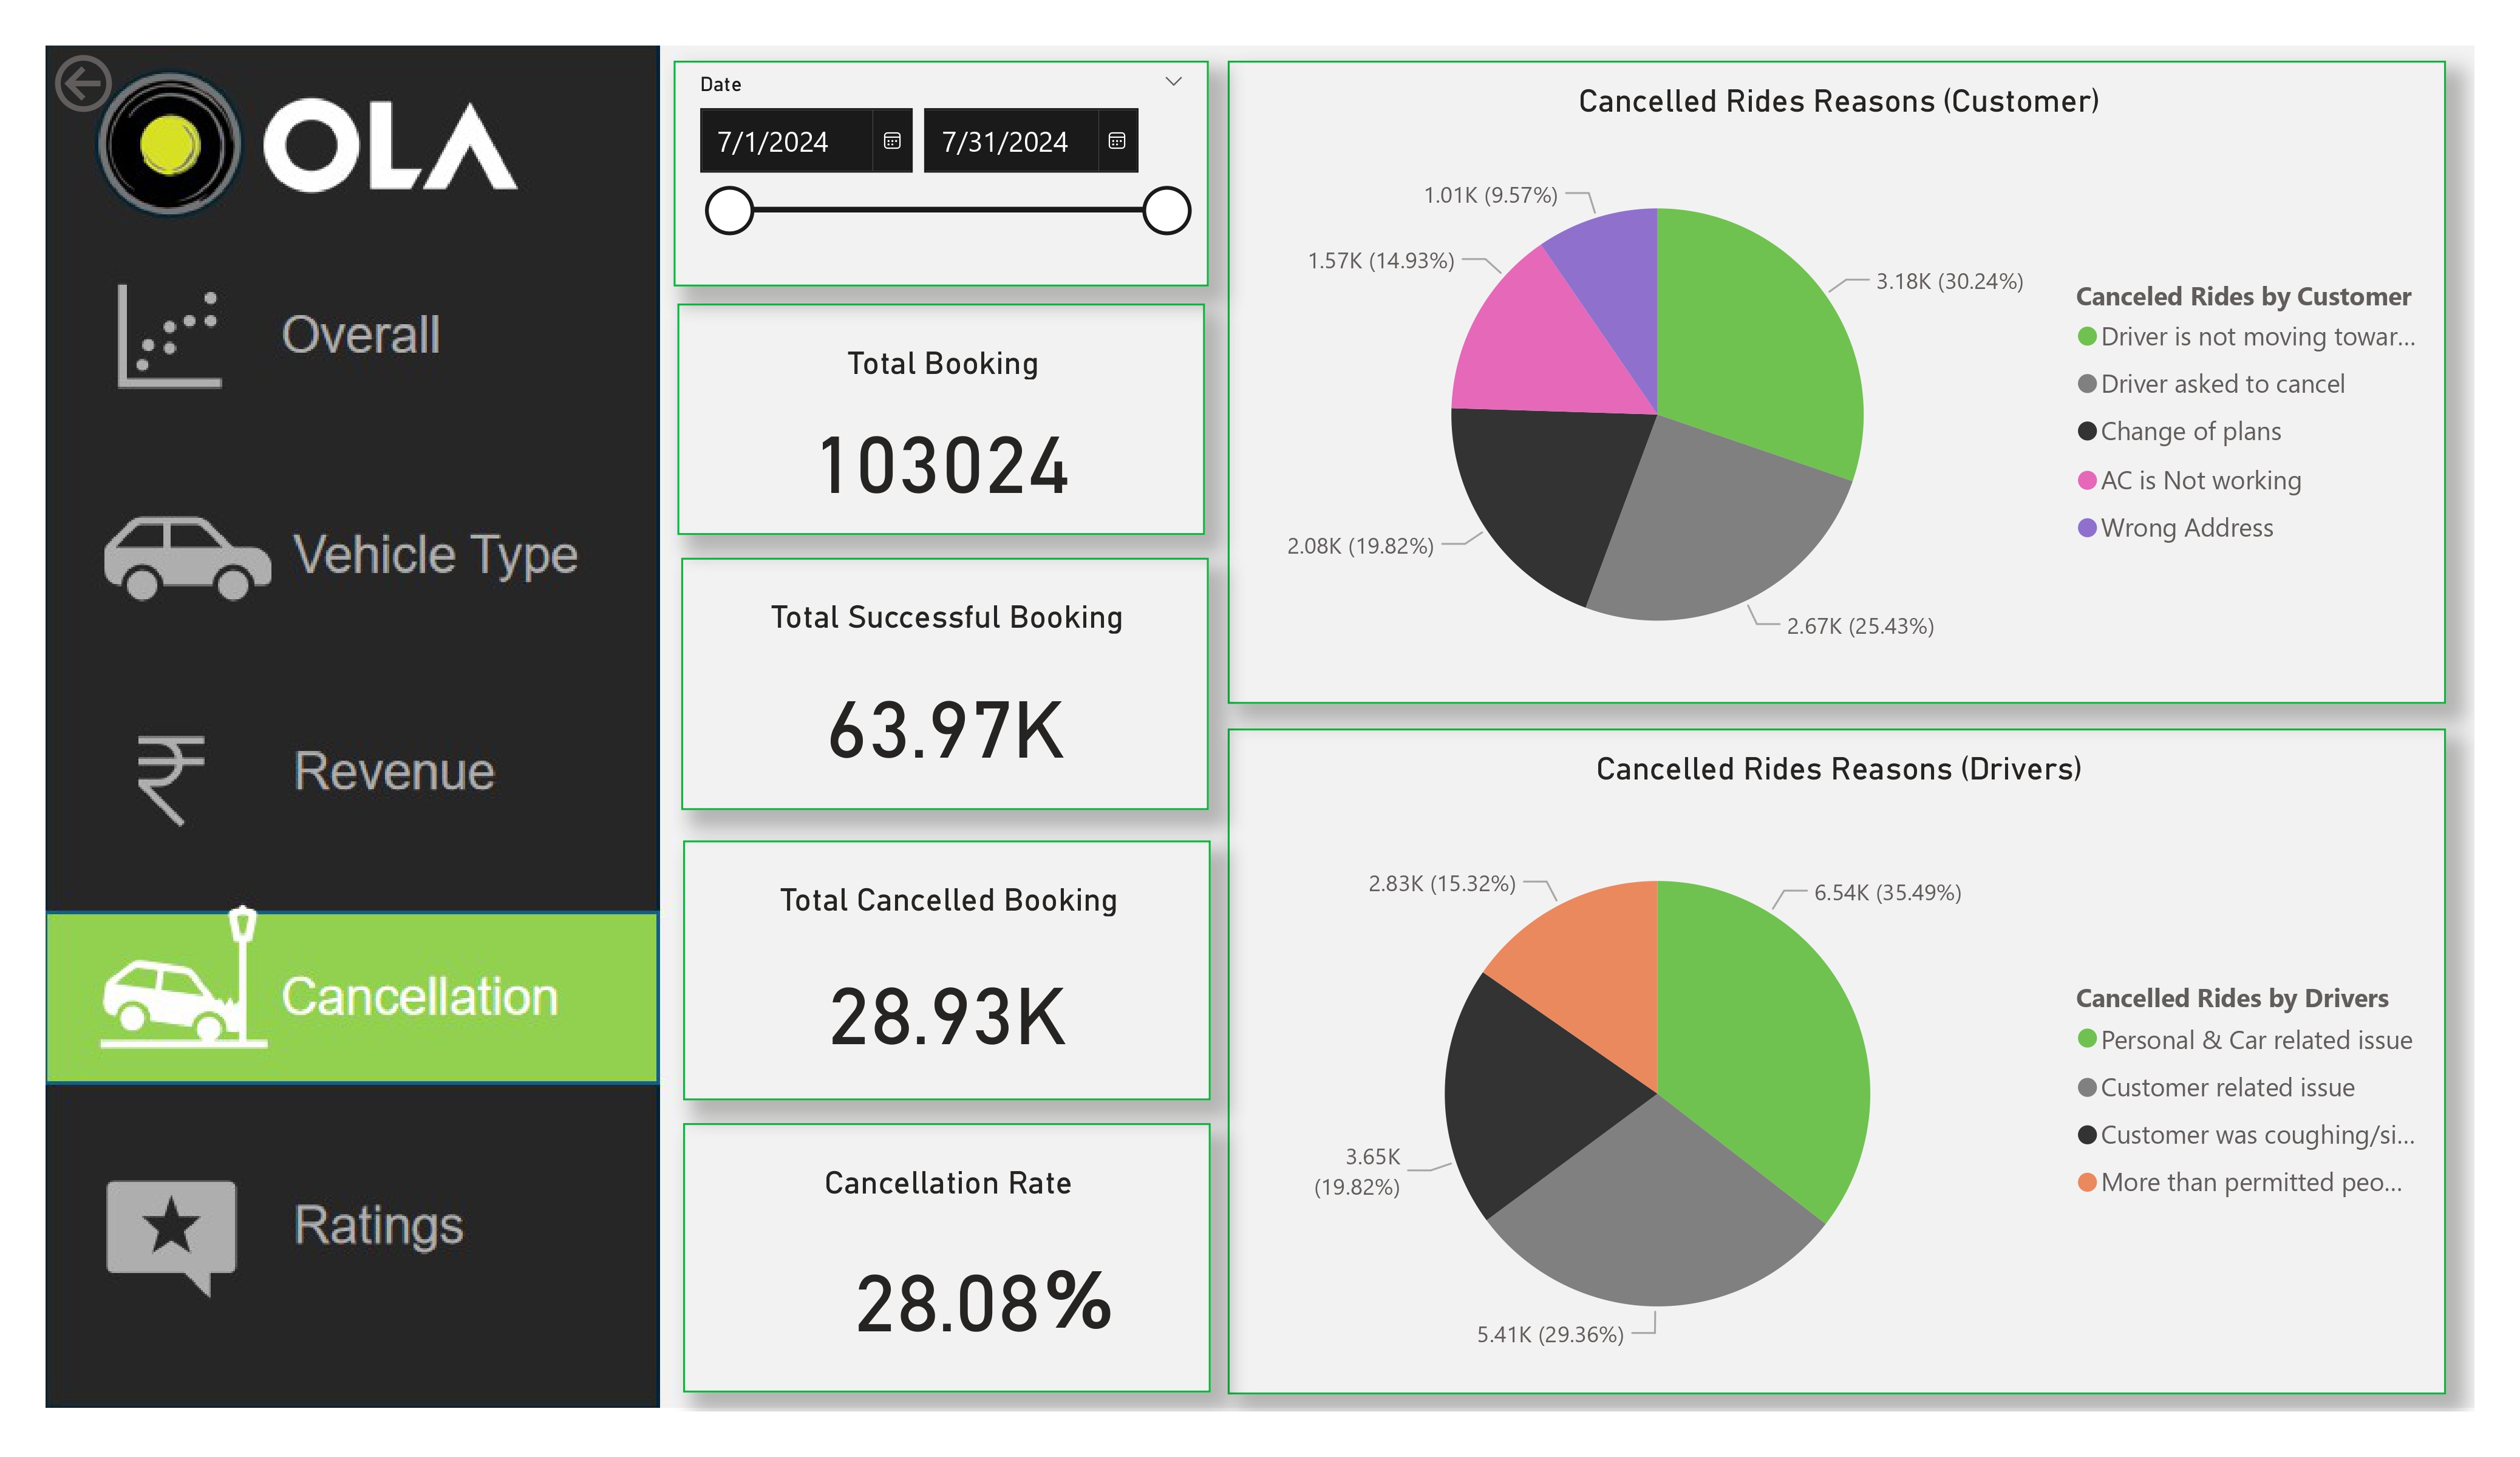 OLA
Overall
Vehicle Type
Revenue
Cancellation
Ratings
Date
7/1/2024
7/31/2024
Total Booking
103024
Total Successful Booking
63.97K
Total Cancelled Booking
28.93K
Cancellation Rate
28.08%
Cancelled Rides Reasons (Customer)
1.01K (9.57%)
1.57K (14.93%)
3.18K (30.24%)
2.08K (19.82%)
2.67K (25.43%)
Canceled Rides by Customer
Driver is not moving towar...
Driver asked to cancel
Change of plans
AC is Not working
Wrong Address
Cancelled Rides Reasons (Drivers)
2.83K (15.32%)
6.54K (35.49%)
3.65K
(19.82%)
5.41K (29.36%)
Cancelled Rides by Drivers
Personal & Car related issue
Customer related issue
Customer was coughing/si...
More than permitted peo...